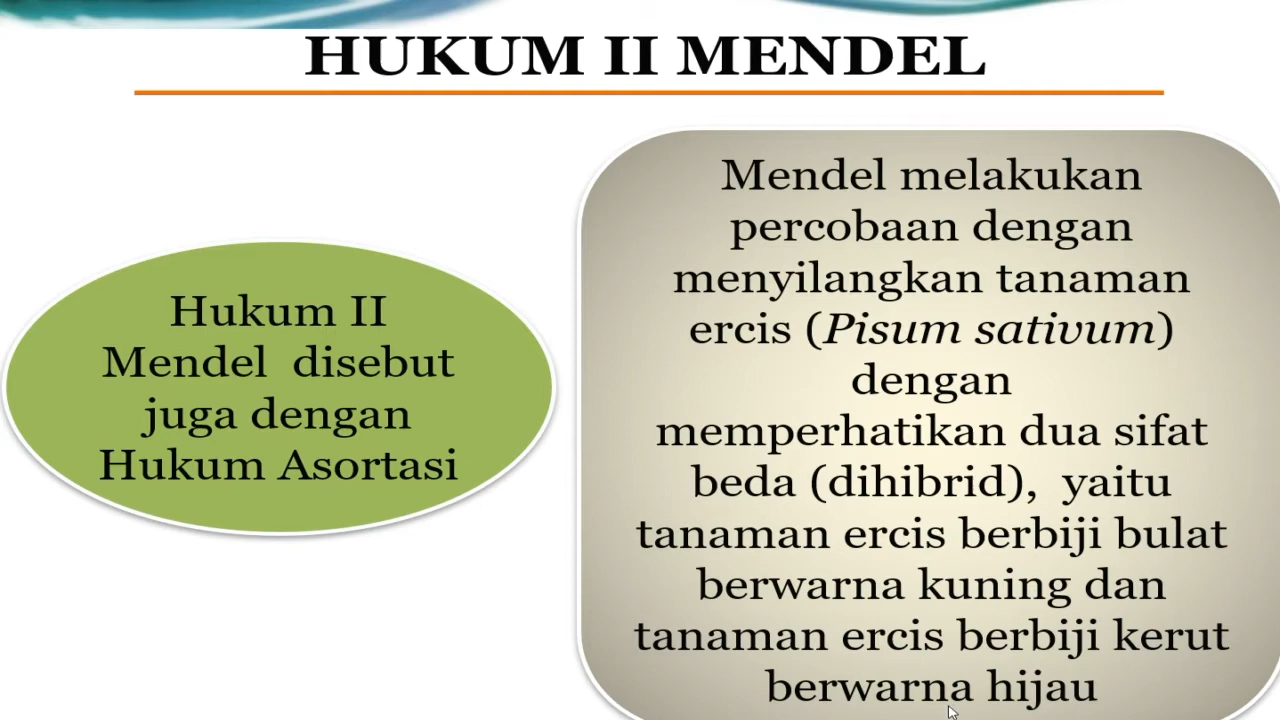 HUKUM II MENDEL
Hukum II
Mendel disebut
juga dengan
Hukum Asortasi
Mendel melakukan
percobaan dengan
menyilangkan tanaman
ercis (Pisum sativum)
dengan
memperhatikan dua sifat
beda (dihibrid), yaitu
tanaman ercis berbiji bulat
berwarna kuning dan
tanaman ercis berbiji kerut
berwarna hijau